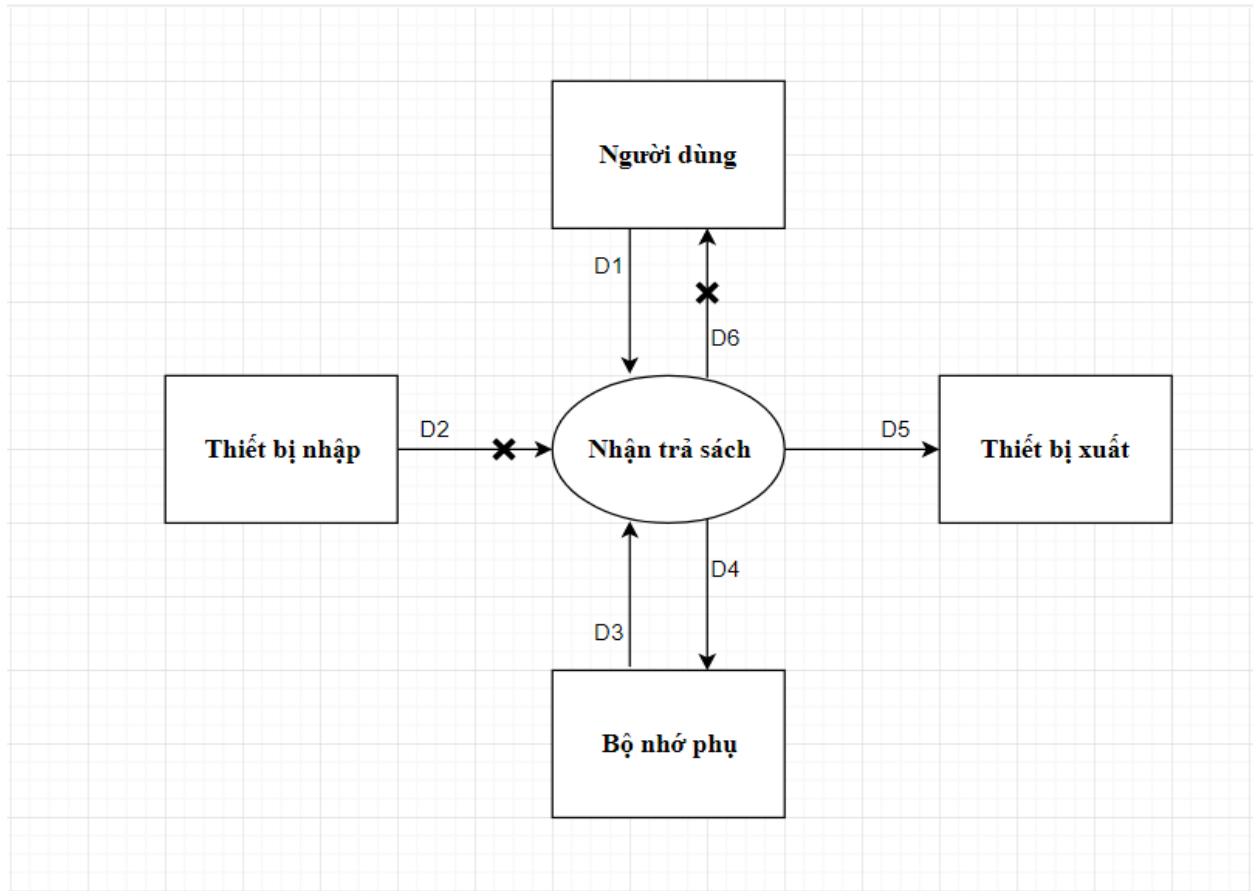 Người dùng
D1
D6
Thiết bị nhập
D2
Nhận trả sách
D5
Thiết bị xuất
D4
D3
Bộ nhớ phụ